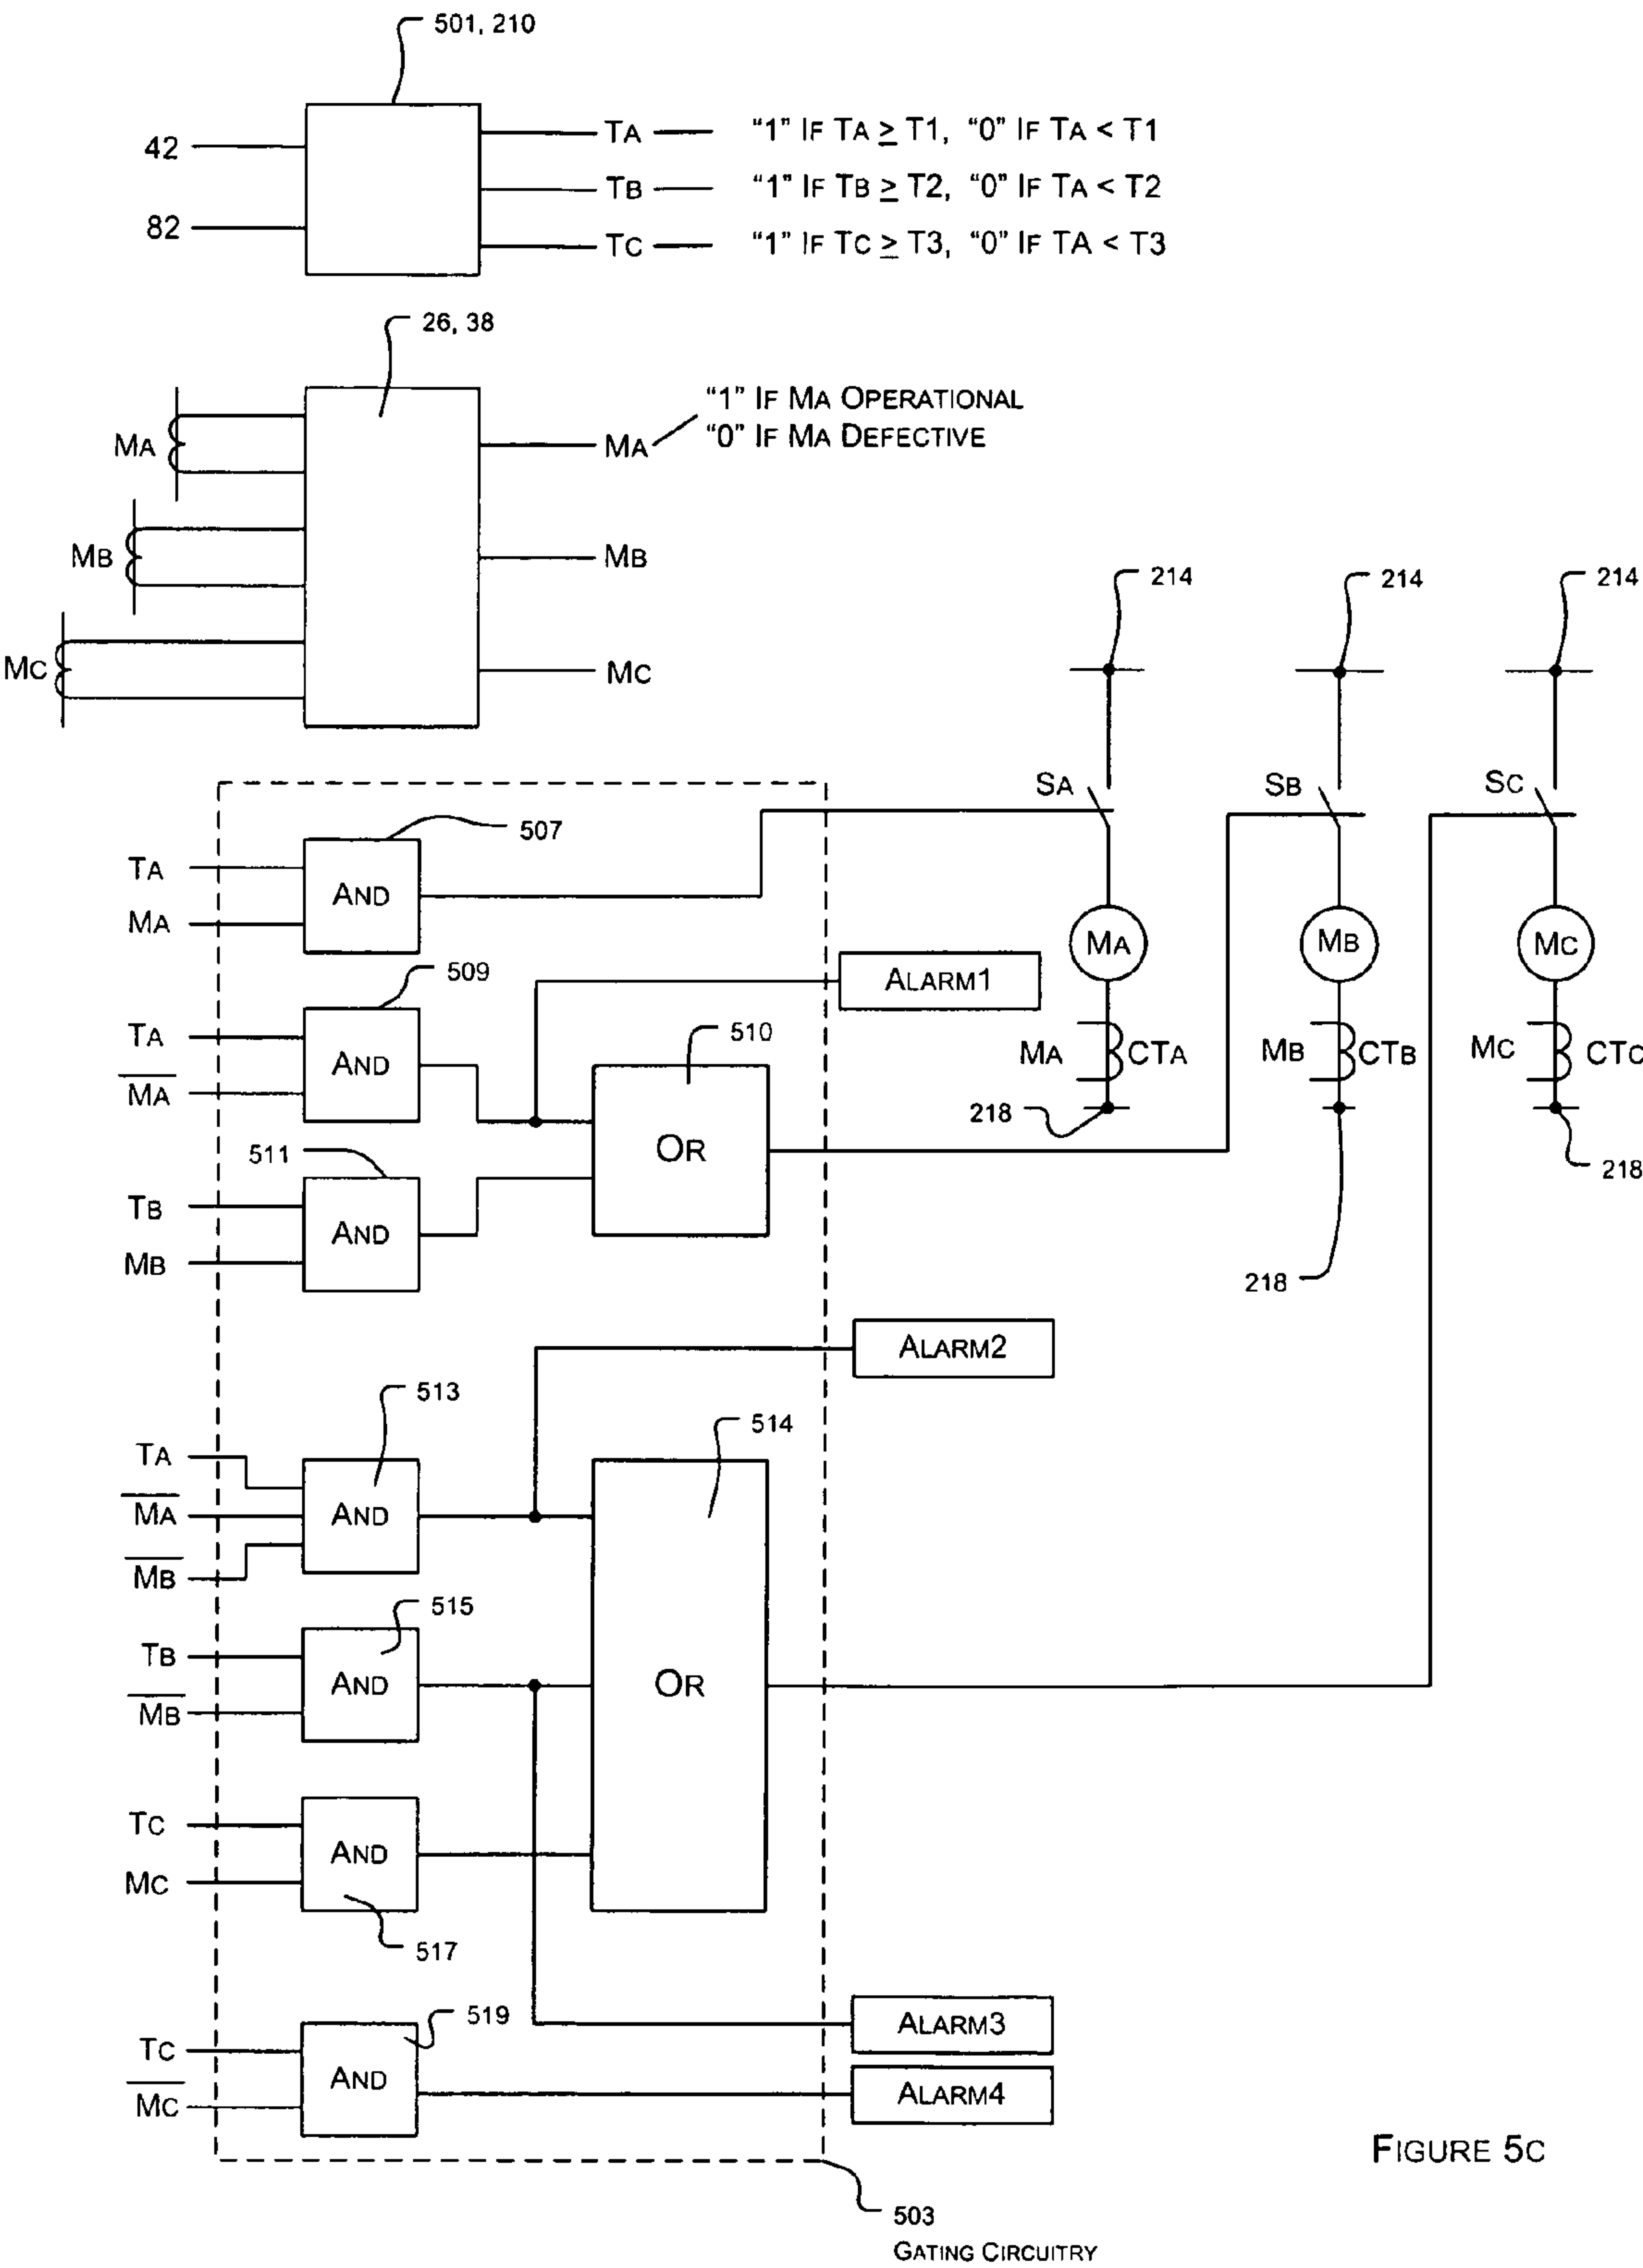 501, 210
42
82
TA
"1" IF TA ≥ T1, "0" IF TA < T1
TB
"1" IF TB ≥ T2, "0" IF TA < T2
TC
"1" IF TC ≥ T3, "0" IF TA < T3
26, 38
MA
MB
MC
MA
"1" IF MA OPERATIONAL
"0" IF MA DEFECTIVE
MB
MC
214
214
214
SA
SB
SC
MA
MB
MC
MA
CTA
MB
CTB
MC
CTC
218
218
218
TA
MA
507
AND
TA
M̅A̅
509
AND
ALARM1
510
OR
TB
MB
511
AND
ALARM2
TA
M̅A̅
M̅B̅
513
AND
514
OR
TB
M̅B̅
515
AND
TC
MC
AND
517
TC
M̅C̅
519
AND
ALARM3
ALARM4
503
GATING CIRCUITRY
FIGURE 5C